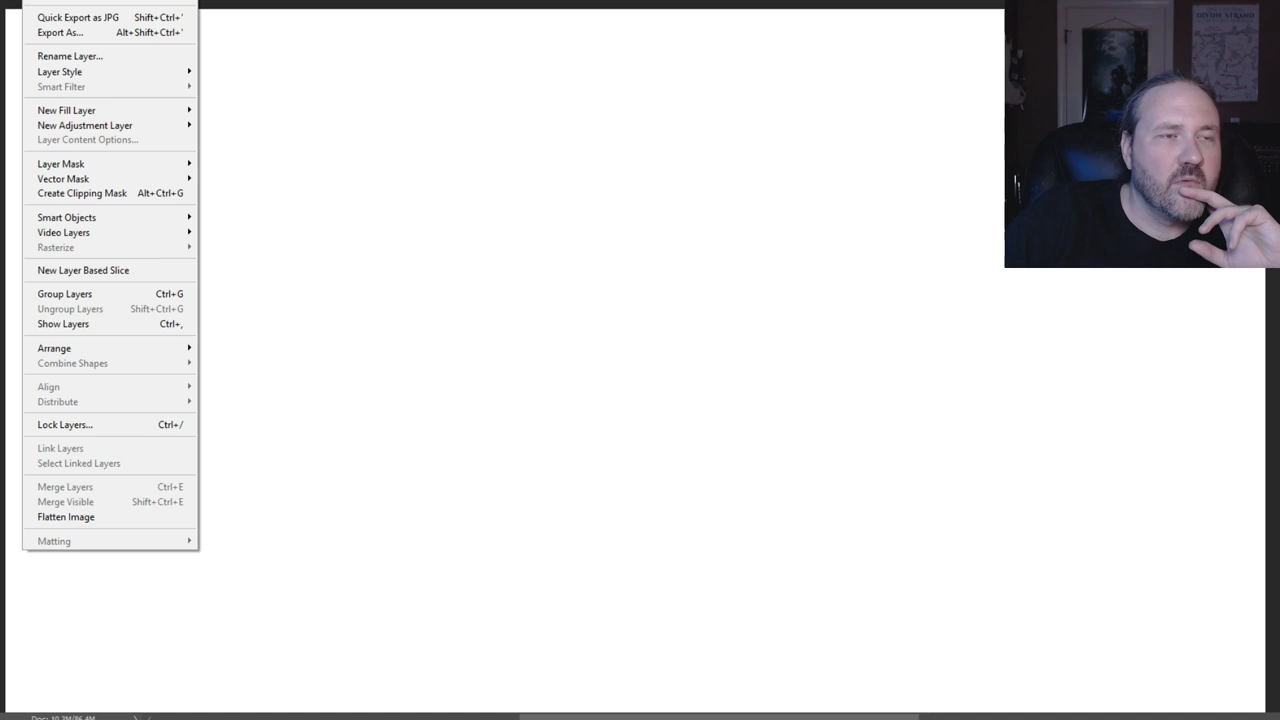 Quick Export as JPG Shift+Ctrl+'
Export As... Alt+Shift+Ctrl+'
Rename Layer...
Layer Style
Smart Filter
New Fill Layer
New Adjustment Layer
Layer Content Options...
Layer Mask
Vector Mask
Create Clipping Mask Alt+Ctrl+G
Smart Objects
Video Layers
Rasterize
New Layer Based Slice
Group Layers Ctrl+G
Ungroup Layers Shift+Ctrl+G
Show Layers Ctrl+,
Arrange
Combine Shapes
Align
Distribute
Lock Layers... Ctrl+/
Link Layers
Select Linked Layers
Merge Layers Ctrl+E
Merge Visible Shift+Ctrl+E
Flatten Image
Matting
DIVINE STRAND